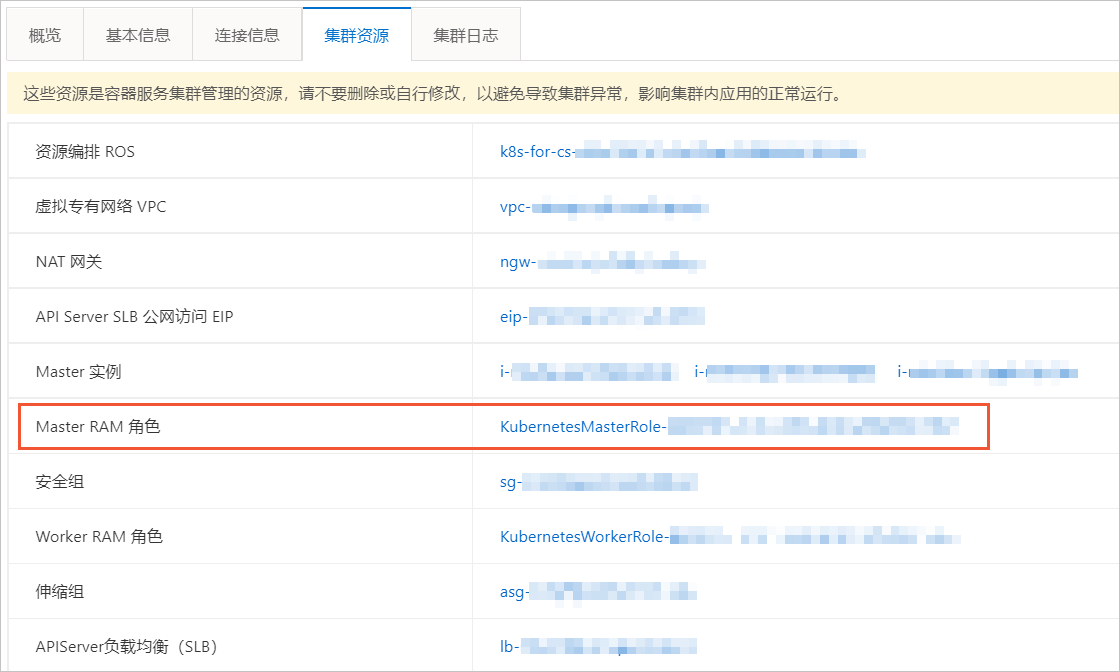 概览 基本信息 连接信息 集群资源 集群日志
这些资源是容器服务集群管理的资源，请不要删除或自行修改，以避免导致集群异常，影响集群内应用的正常运行。
资源编排 ROS k8s-for-cs-
虚拟专有网络 VPC vpc-
NAT 网关 ngw-
API Server SLB 公网访问 EIP eip-
Master 实例 i- i- i-
Master RAM 角色 KubernetesMasterRole-
安全组 sg-
Worker RAM 角色 KubernetesWorkerRole-
伸缩组 asg-
APIServer负载均衡（SLB） lb-